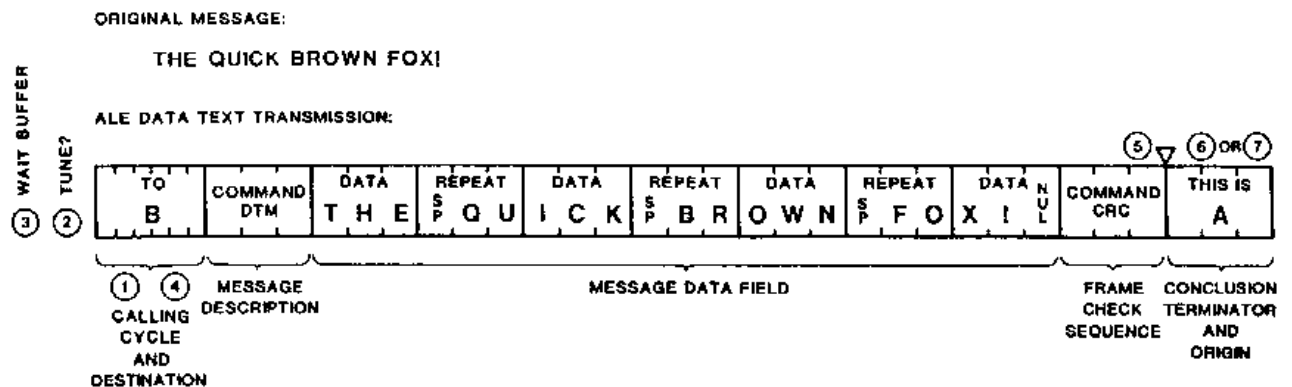 ORIGINAL MESSAGE:
THE QUICK BROWN FOX!
ALE DATA TEXT TRANSMISSION:
WAIT BUFFER
3
TUNE?
2
5 6 OR 7
TO COMMAND DATA REPEAT DATA REPEAT DATA REPEAT DATA COMMAND THIS IS
B DTM T H E SP Q U I C K SP B R O W N SP F O X ! NUL CRC A
1 4 MESSAGE MESSAGE DATA FIELD FRAME CONCLUSION
CALLING DESCRIPTION CHECK TERMINATOR
CYCLE SEQUENCE AND
AND ORIGIN
DESTINATION